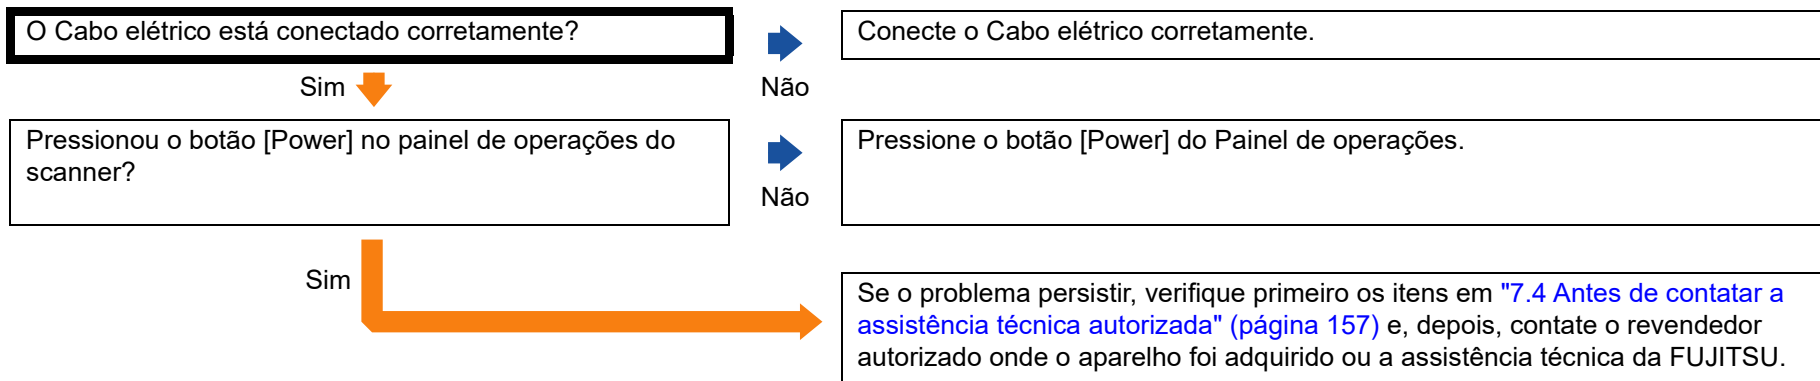 O Cabo elétrico está conectado corretamente?
Conecte o Cabo elétrico corretamente.
Sim
Não
Pressionou o botão [Power] no painel de operações do
scanner?
Pressione o botão [Power] do Painel de operações.
Não
Sim
Se o problema persistir, verifique primeiro os itens em "7.4 Antes de contatar a
assistência técnica autorizada" (página 157) e, depois, contate o revendedor
autorizado onde o aparelho foi adquirido ou a assistência técnica da FUJITSU.